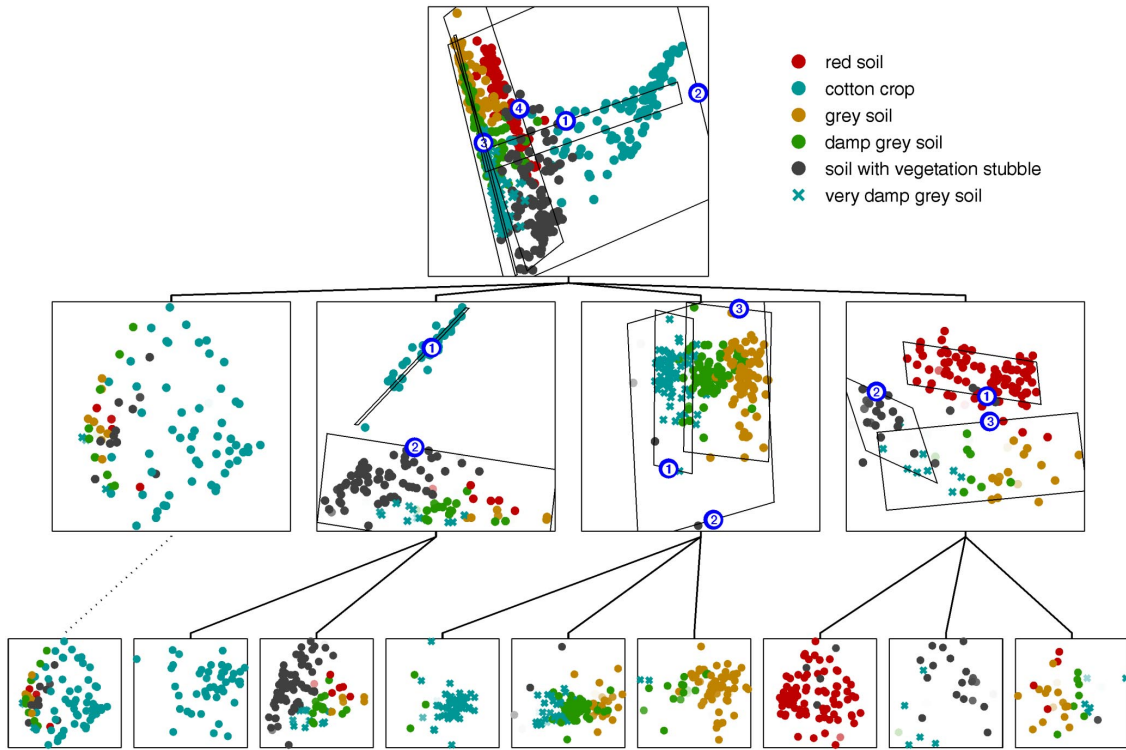 red soil
cotton crop
grey soil
damp grey soil
soil with vegetation stubble
very damp grey soil
2
4
1
3
1
2
3
1
2
2
1
3